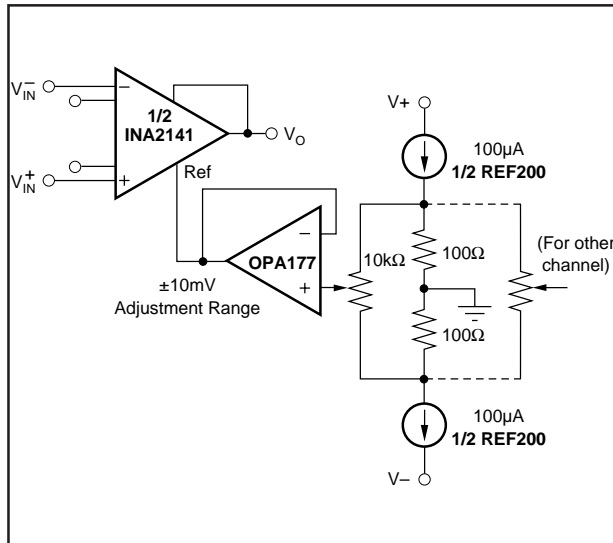 V−IN
1/2
INA2141
VO
V+IN
Ref
V+
100µA
1/2 REF200
OPA177
10kΩ
100Ω
(For other
channel)
±10mV
Adjustment Range
100Ω
100µA
1/2 REF200
V–